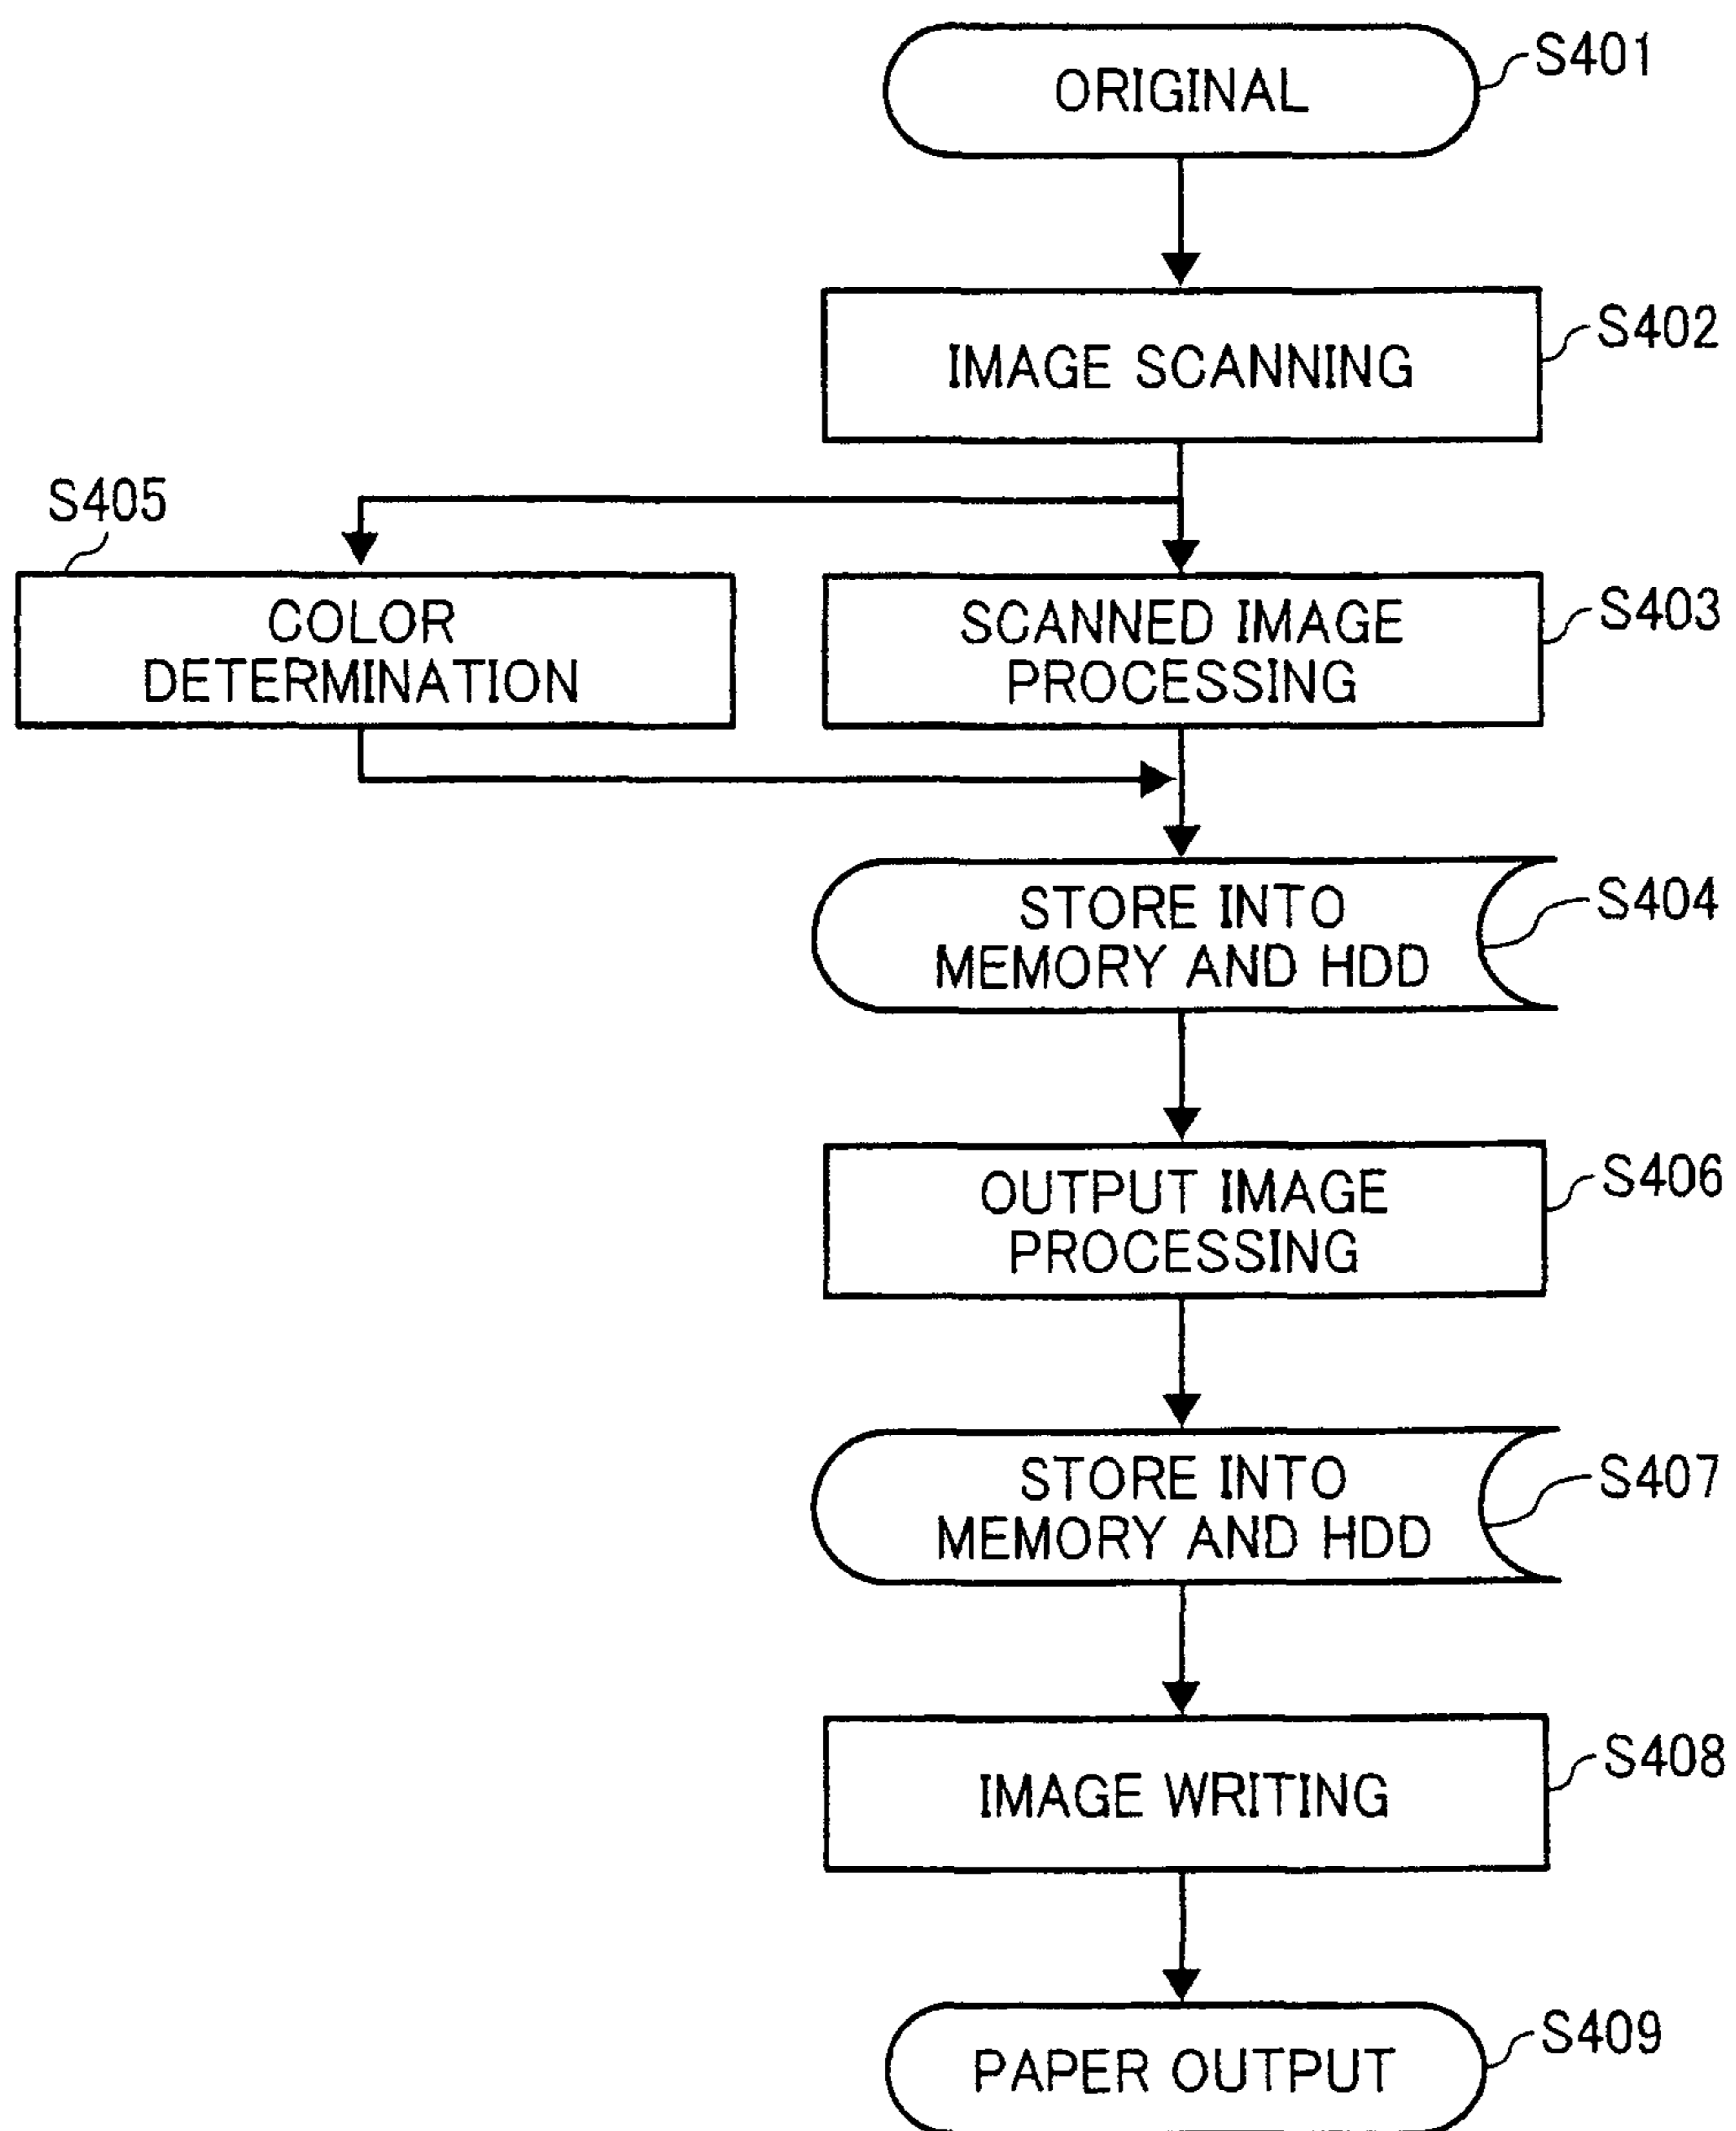 ORIGINAL
S401
IMAGE SCANNING
S402
S405
COLOR
DETERMINATION
SCANNED IMAGE
PROCESSING
S403
STORE INTO
MEMORY AND HDD
S404
OUTPUT IMAGE
PROCESSING
S406
STORE INTO
MEMORY AND HDD
S407
IMAGE WRITING
S408
PAPER OUTPUT
S409